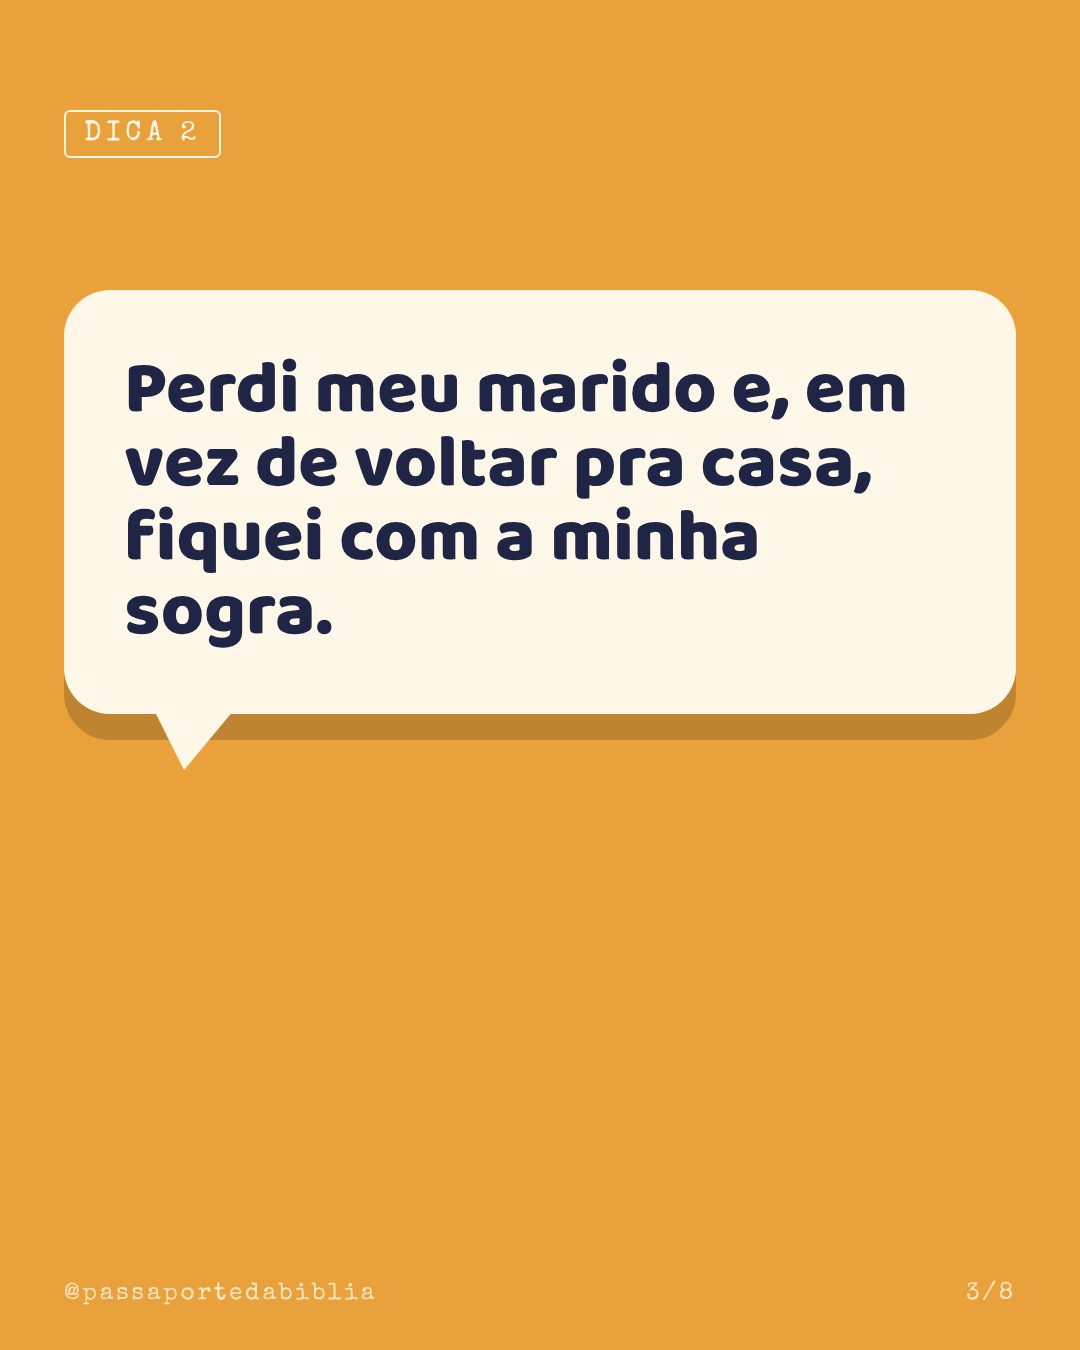 DICA 2
Perdi meu marido e, em
vez de voltar pra casa,
fiquei com a minha
sogra.
@passaportedabiblia
3/8